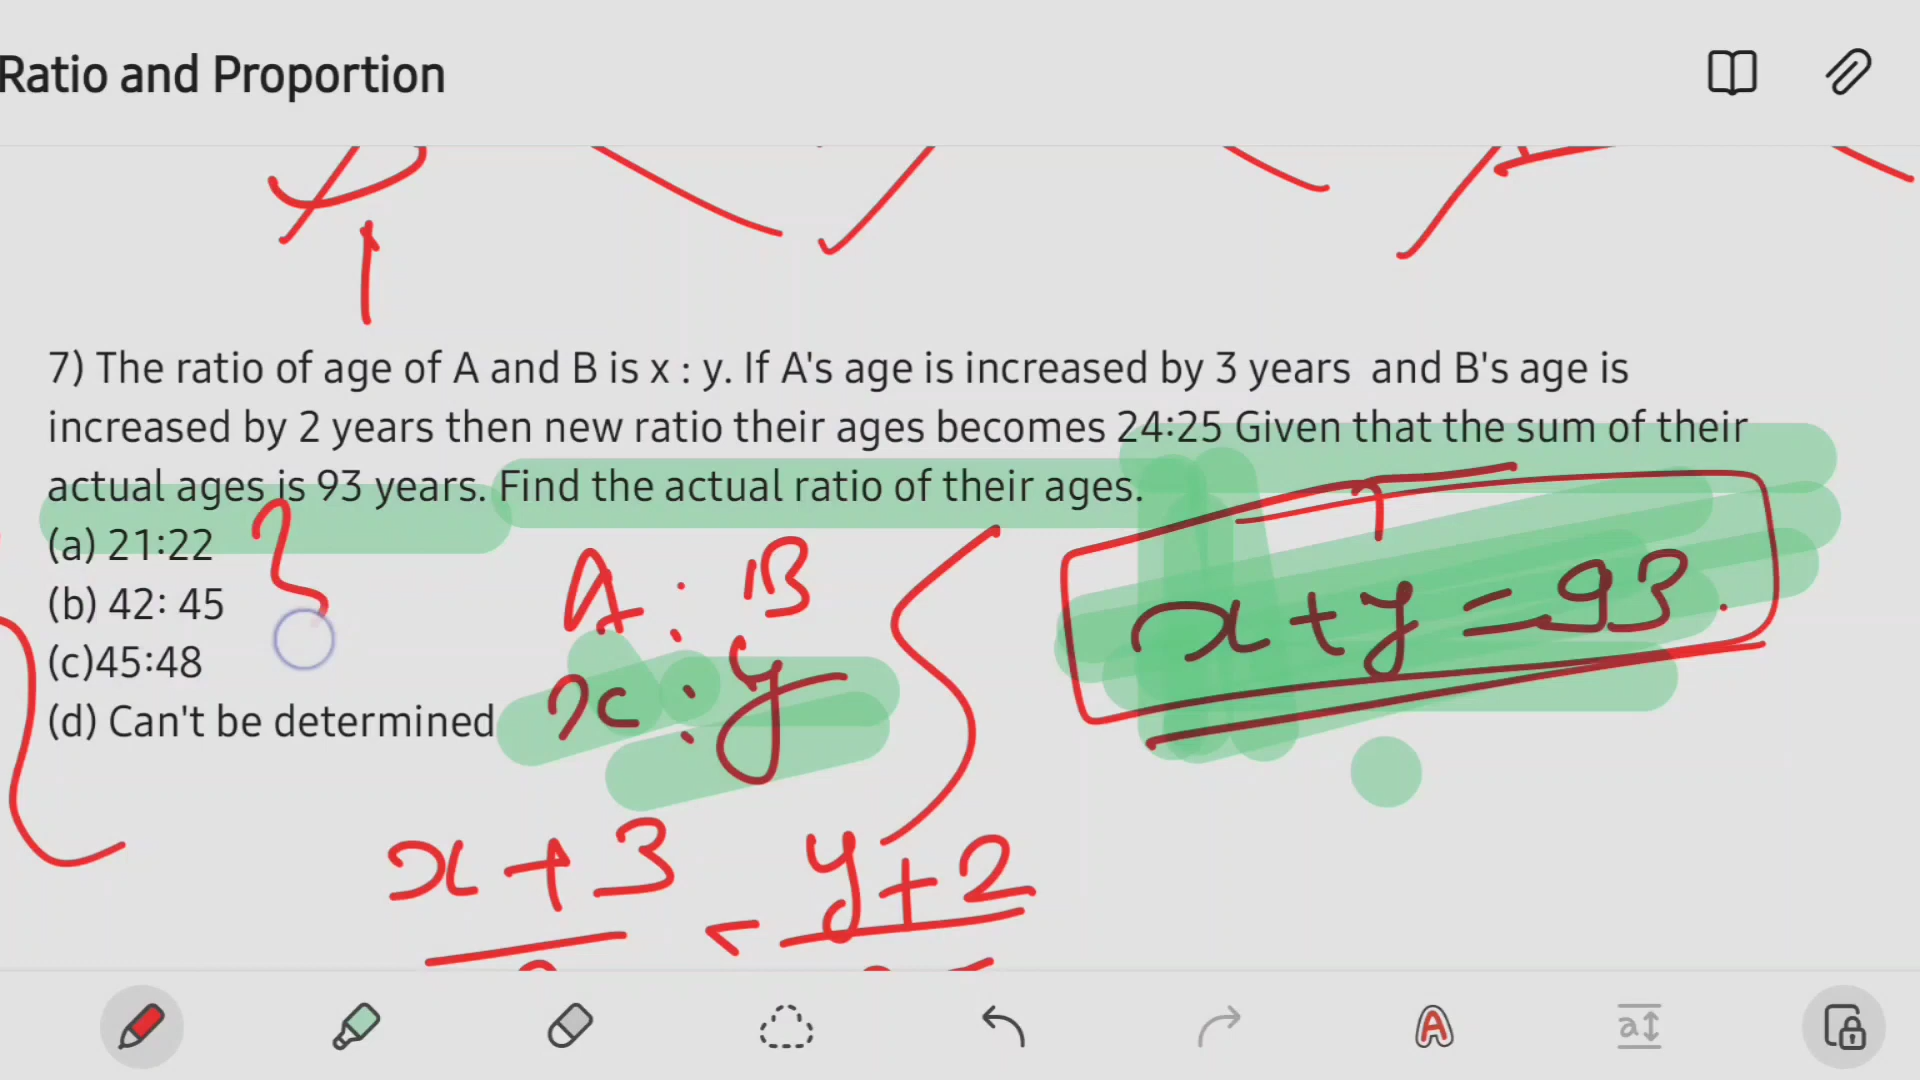 Ratio and Proportion
7) The ratio of age of A and B is x : y. If A's age is increased by 3 years and B's age is
increased by 2 years then new ratio their ages becomes 24:25 Given that the sum of their
actual ages is 93 years. Find the actual ratio of their ages.
(a) 21:22
(b) 42: 45
(c)45:48
(d) Can't be determined
A : B
x : y
x + y = 93
x + 3
y + 2
A
a